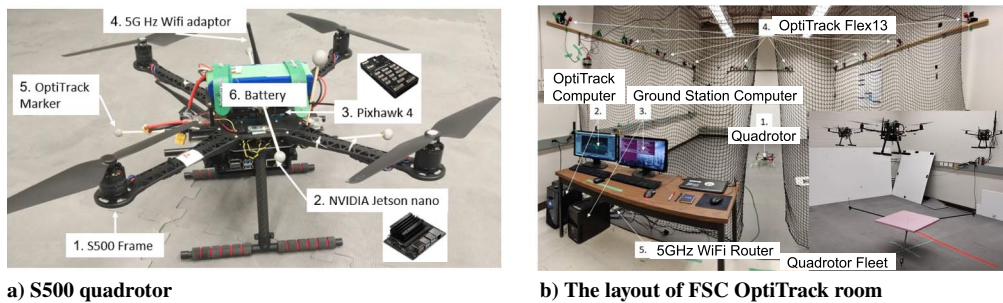 4. 5G Hz Wifi adaptor
5. OptiTrack
Marker
6. Battery
3. Pixhawk 4
2. NVIDIA Jetson nano
1. S500 Frame
a) S500 quadrotor
4. OptiTrack Flex13
OptiTrack
Computer
2.
Ground Station Computer
3.
1.
Quadrotor
5. 5GHz WiFi Router
Quadrotor Fleet
b) The layout of FSC OptiTrack room